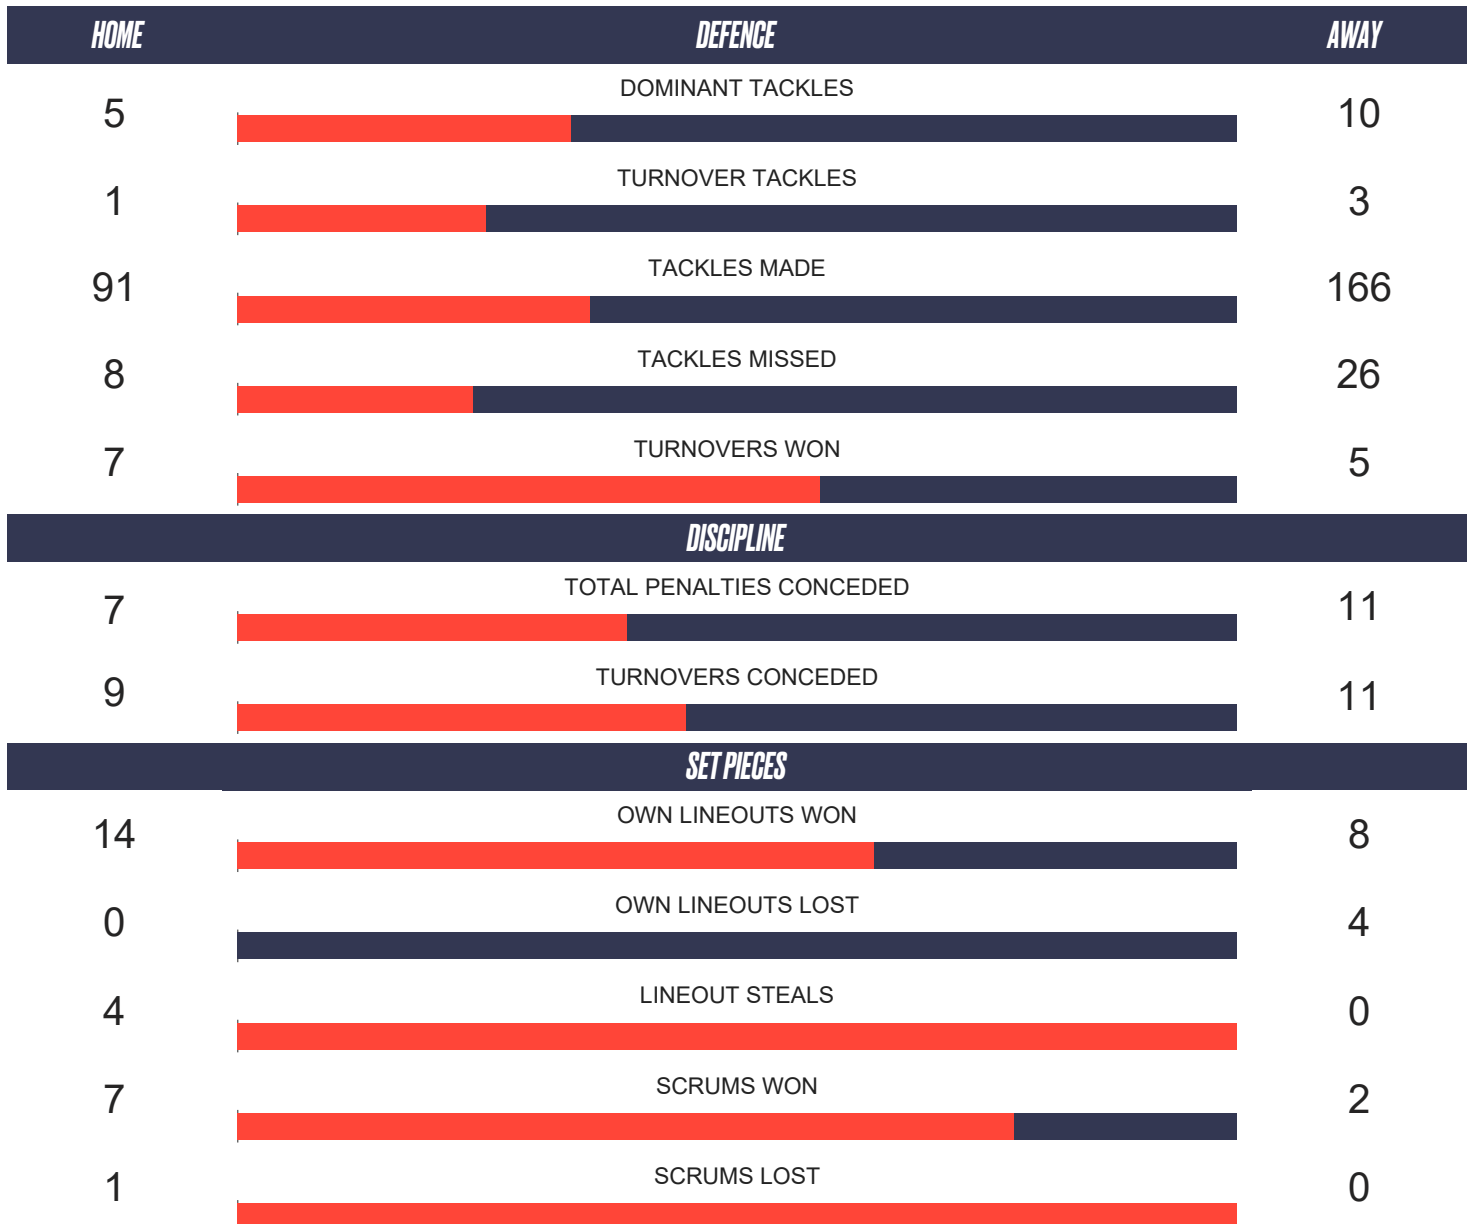 HOME DEFENCE AWAY
DOMINANT TACKLES
5 10
TURNOVER TACKLES
1 3
TACKLES MADE
91 166
TACKLES MISSED
8 26
TURNOVERS WON
7 5
DISCIPLINE
TOTAL PENALTIES CONCEDED
7 11
TURNOVERS CONCEDED
9 11
SET PIECES
OWN LINEOUTS WON
14 8
OWN LINEOUTS LOST
0 4
LINEOUT STEALS
4 0
SCRUMS WON
7 2
SCRUMS LOST
1 0